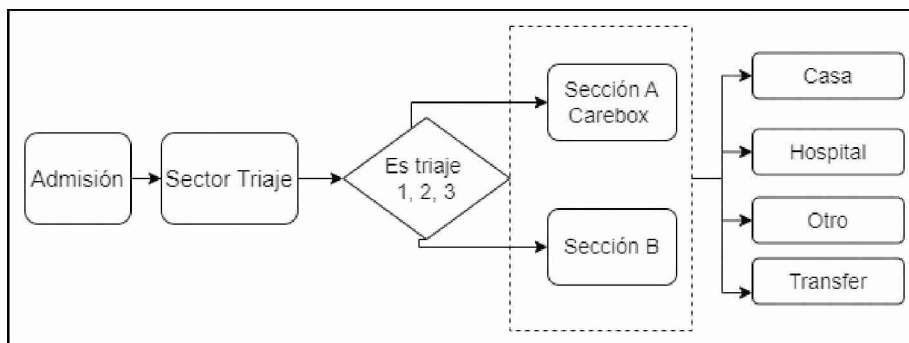 Admisión
Sector Triaje
Es triaje
1, 2, 3
Sección A
Carebox
Sección B
Casa
Hospital
Otro
Transfer